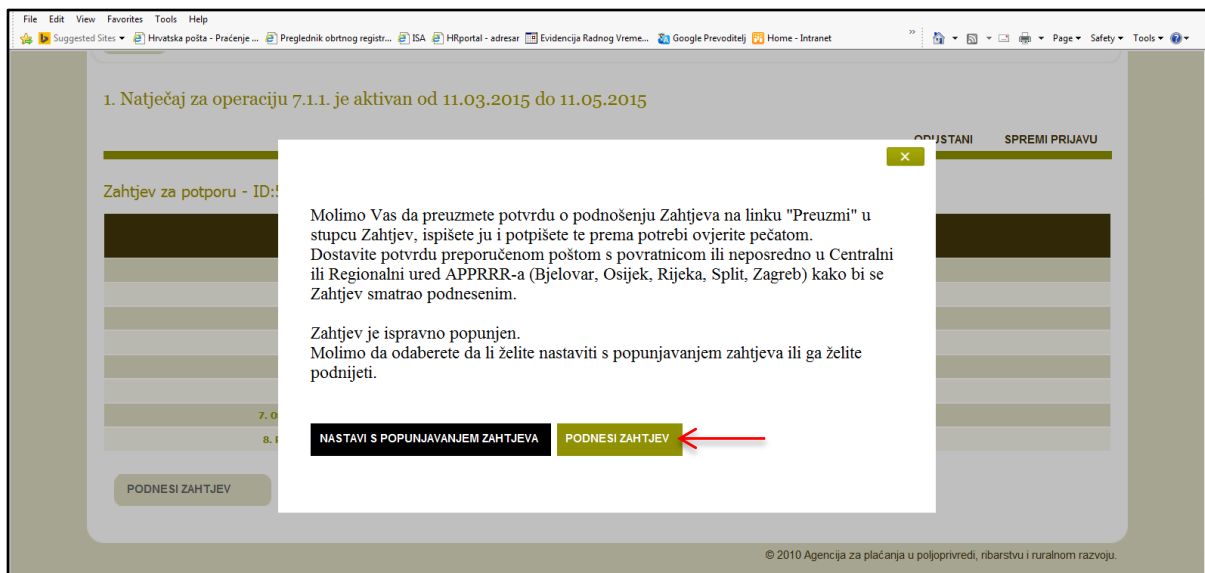 File Edit View Favorites Tools Help
Suggested Sites Hrvatska pošta - Praćenje ... Preglednik obrtnog registr... ISA HRportal - adresar Evidencija Radnog Vreme... Google Prevoditelj Home - Intranet » Page Safety Tools
1. Natječaj za operaciju 7.1.1. je aktivan od 11.03.2015 do 11.05.2015
ODUSTANI SPREMI PRIJAVU
Zahtjev za potporu - ID:
Molimo Vas da preuzmete potvrdu o podnošenju Zahtjeva na linku "Preuzmi" u
stupcu Zahtjev, ispišete ju i potpišete te prema potrebi ovjerite pečatom.
Dostavite potvrdu preporučenom poštom s povratnicom ili neposredno u Centralni
ili Regionalni ured APPRRR-a (Bjelovar, Osijek, Rijeka, Split, Zagreb) kako bi se
Zahtjev smatrao podnesenim.
Zahtjev je ispravno popunjen.
Molimo da odaberete da li želite nastaviti s popunjavanjem zahtjeva ili ga želite
podnijeti.
7.
8.
NASTAVI S POPUNJAVANJEM ZAHTJEVA PODNESI ZAHTJEV
PODNESI ZAHTJEV
© 2010 Agencija za plaćanja u poljoprivredi, ribarstvu i ruralnom razvoju.